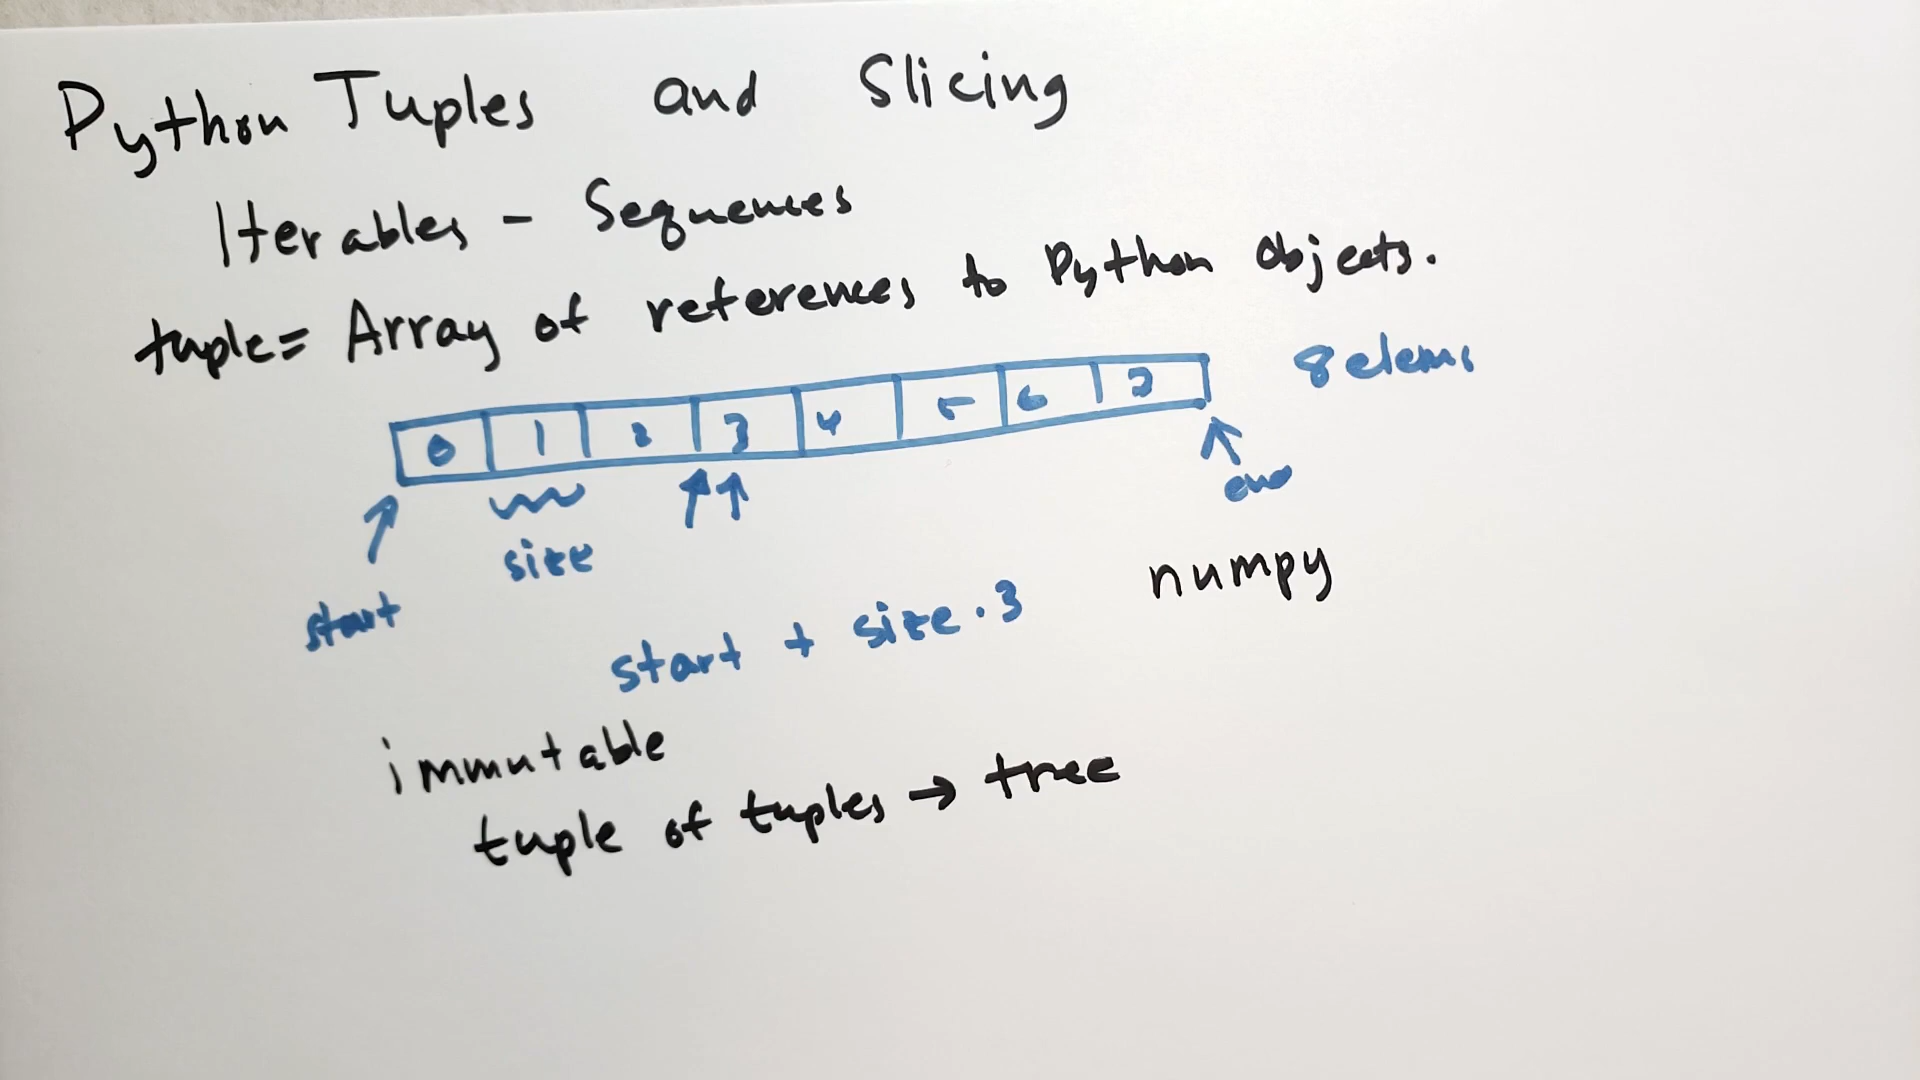 Python Tuples and Slicing
Iterables - Sequences
tuple = Array of references to Python Objects.
8 elems
0 1 2 3 4 5 6 7
end
size
start
numpy
start + size · 3
immutable
tuple of tuples → tree